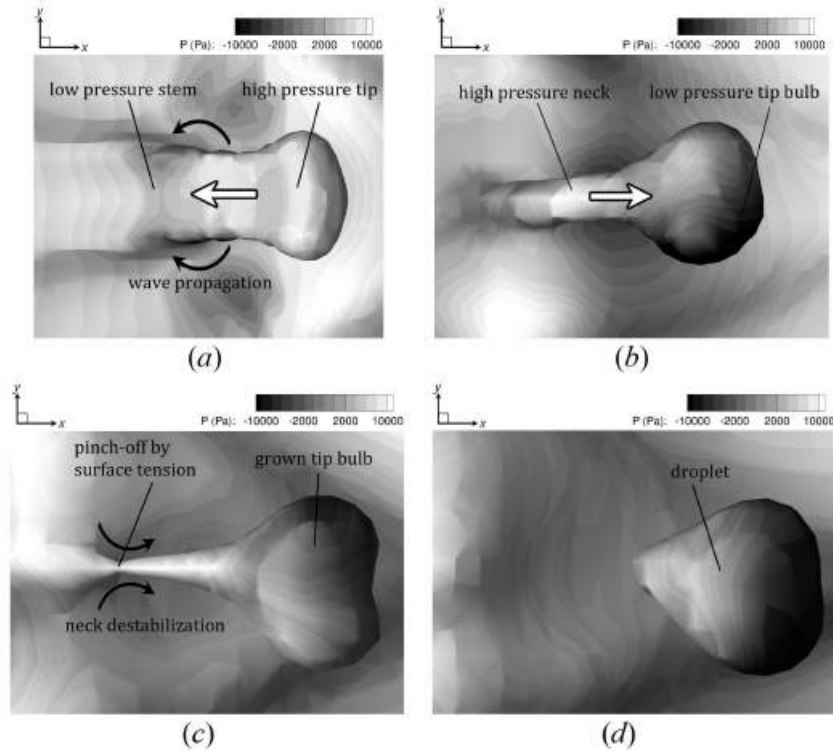 y
x
P (Pa): -10000 -2000 2000 10000
low pressure stem
high pressure tip
wave propagation
(a)
y
x
P (Pa): -10000 -2000 2000 10000
high pressure neck
low pressure tip bulb
(b)
y
x
P (Pa): -10000 -2000 2000 10000
pinch-off by
surface tension
grown tip bulb
neck destabilization
(c)
y
x
P (Pa): -10000 -2000 2000 10000
droplet
(d)